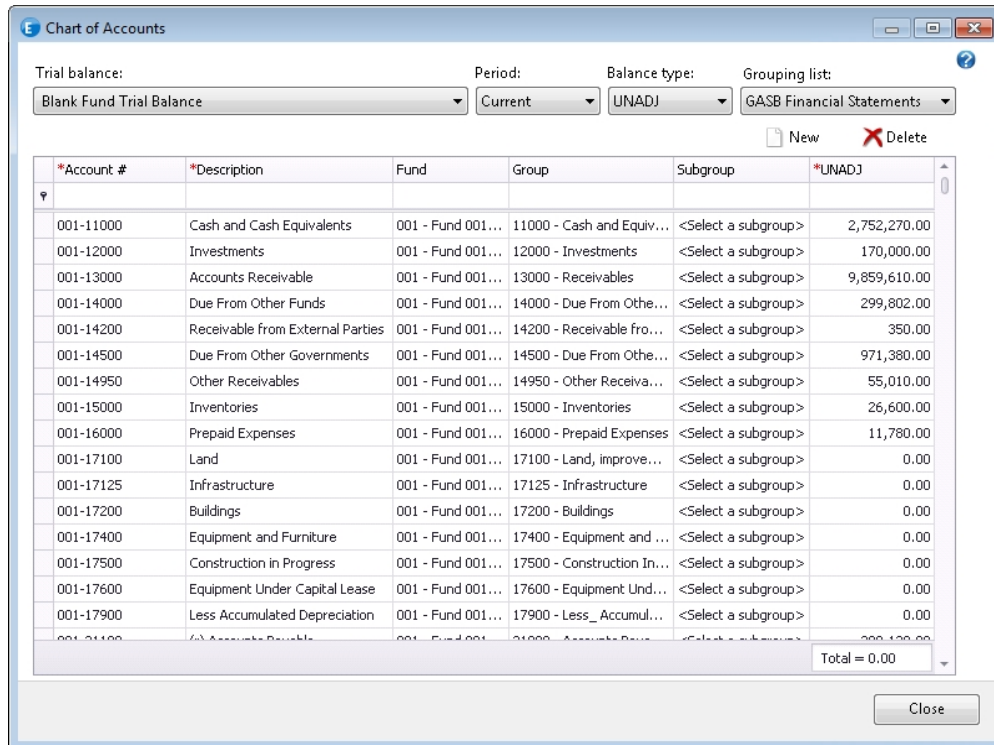 Chart of Accounts
Trial balance: Period: Balance type: Grouping list:
Blank Fund Trial Balance Current UNADJ GASB Financial Statements
New Delete
*Account # *Description Fund Group Subgroup *UNADJ
001-11000 Cash and Cash Equivalents 001 - Fund 001... 11000 - Cash and Equiv... <Select a subgroup> 2,752,270.00
001-12000 Investments 001 - Fund 001... 12000 - Investments <Select a subgroup> 170,000.00
001-13000 Accounts Receivable 001 - Fund 001... 13000 - Receivables <Select a subgroup> 9,859,610.00
001-14000 Due From Other Funds 001 - Fund 001... 14000 - Due From Othe... <Select a subgroup> 299,802.00
001-14200 Receivable from External Parties 001 - Fund 001... 14200 - Receivable fro... <Select a subgroup> 350.00
001-14500 Due From Other Governments 001 - Fund 001... 14500 - Due From Othe... <Select a subgroup> 971,380.00
001-14950 Other Receivables 001 - Fund 001... 14950 - Other Receiva... <Select a subgroup> 55,010.00
001-15000 Inventories 001 - Fund 001... 15000 - Inventories <Select a subgroup> 26,600.00
001-16000 Prepaid Expenses 001 - Fund 001... 16000 - Prepaid Expenses <Select a subgroup> 11,780.00
001-17100 Land 001 - Fund 001... 17100 - Land, improve... <Select a subgroup> 0.00
001-17125 Infrastructure 001 - Fund 001... 17125 - Infrastructure <Select a subgroup> 0.00
001-17200 Buildings 001 - Fund 001... 17200 - Buildings <Select a subgroup> 0.00
001-17400 Equipment and Furniture 001 - Fund 001... 17400 - Equipment and ... <Select a subgroup> 0.00
001-17500 Construction in Progress 001 - Fund 001... 17500 - Construction In... <Select a subgroup> 0.00
001-17600 Equipment Under Capital Lease 001 - Fund 001... 17600 - Equipment Und... <Select a subgroup> 0.00
001-17900 Less Accumulated Depreciation 001 - Fund 001... 17900 - Less_ Accumul... <Select a subgroup> 0.00
Total = 0.00
Close